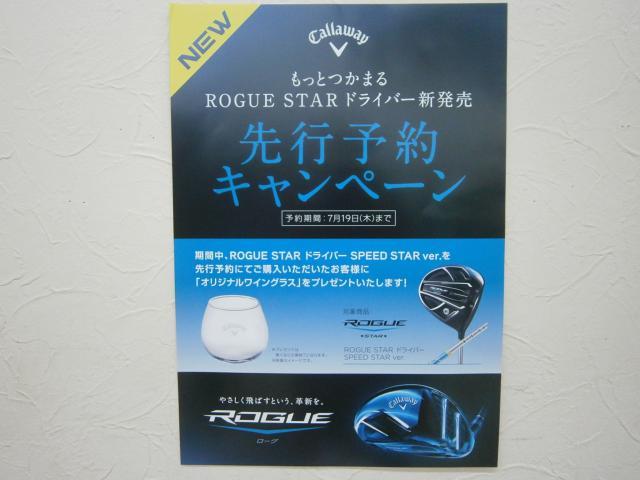 NEW
Callaway
もっとつかまる
ROGUE STAR ドライバー新発売
先行予約
キャンペーン
予約期間:7月19日(木)まで
期間中、ROGUE STAR ドライバー SPEED STAR ver.を
先行予約にてご購入いただいたお客様に
「オリジナルワイングラス」をプレゼントいたします!
Callaway
対象商品
ROGUE
STAR
ROGUE STAR ドライバー
SPEED STAR ver.
やさしく飛ばすという、革新を。
ROGUE
ローグ
Callaway